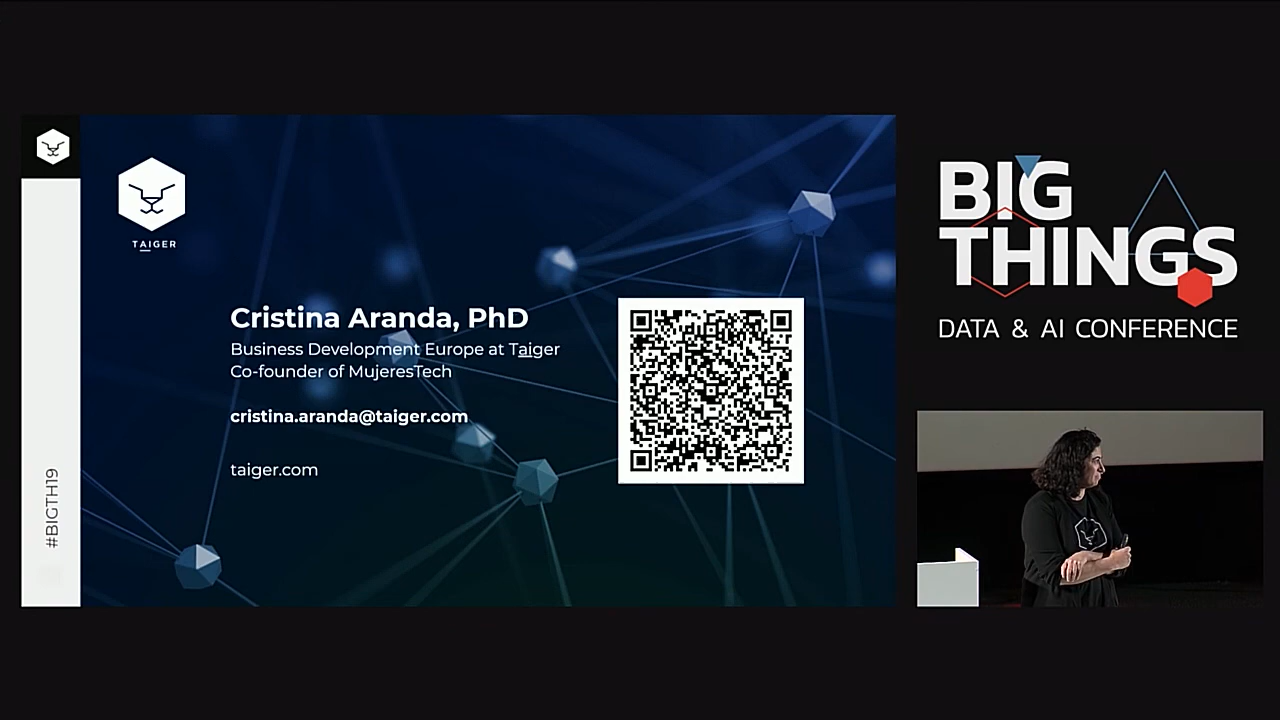 TAIGER
Cristina Aranda, PhD
Business Development Europe at Taiger
Co-founder of MujeresTech
cristina.aranda@taiger.com
taiger.com
#BIGTH19
BIG
THINGS
DATA & AI CONFERENCE